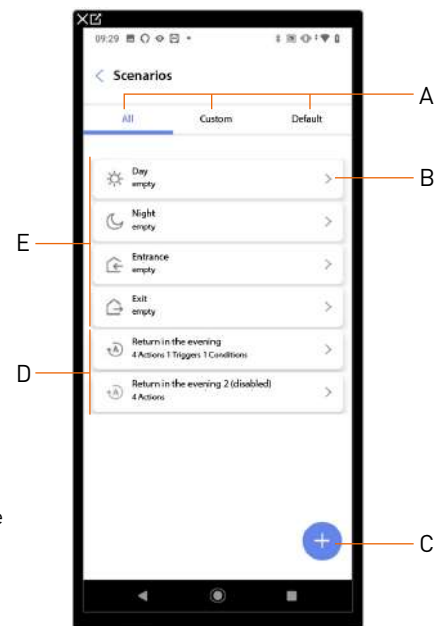 09:29
Scenarios
A
All Custom Default
Day
empty
B
Night
empty
E
Entrance
empty
Exit
empty
Return in the evening
4 Actions 1 Triggers 1 Conditions
D
Return in the evening 2 (disabled)
4 Actions
e
+
C